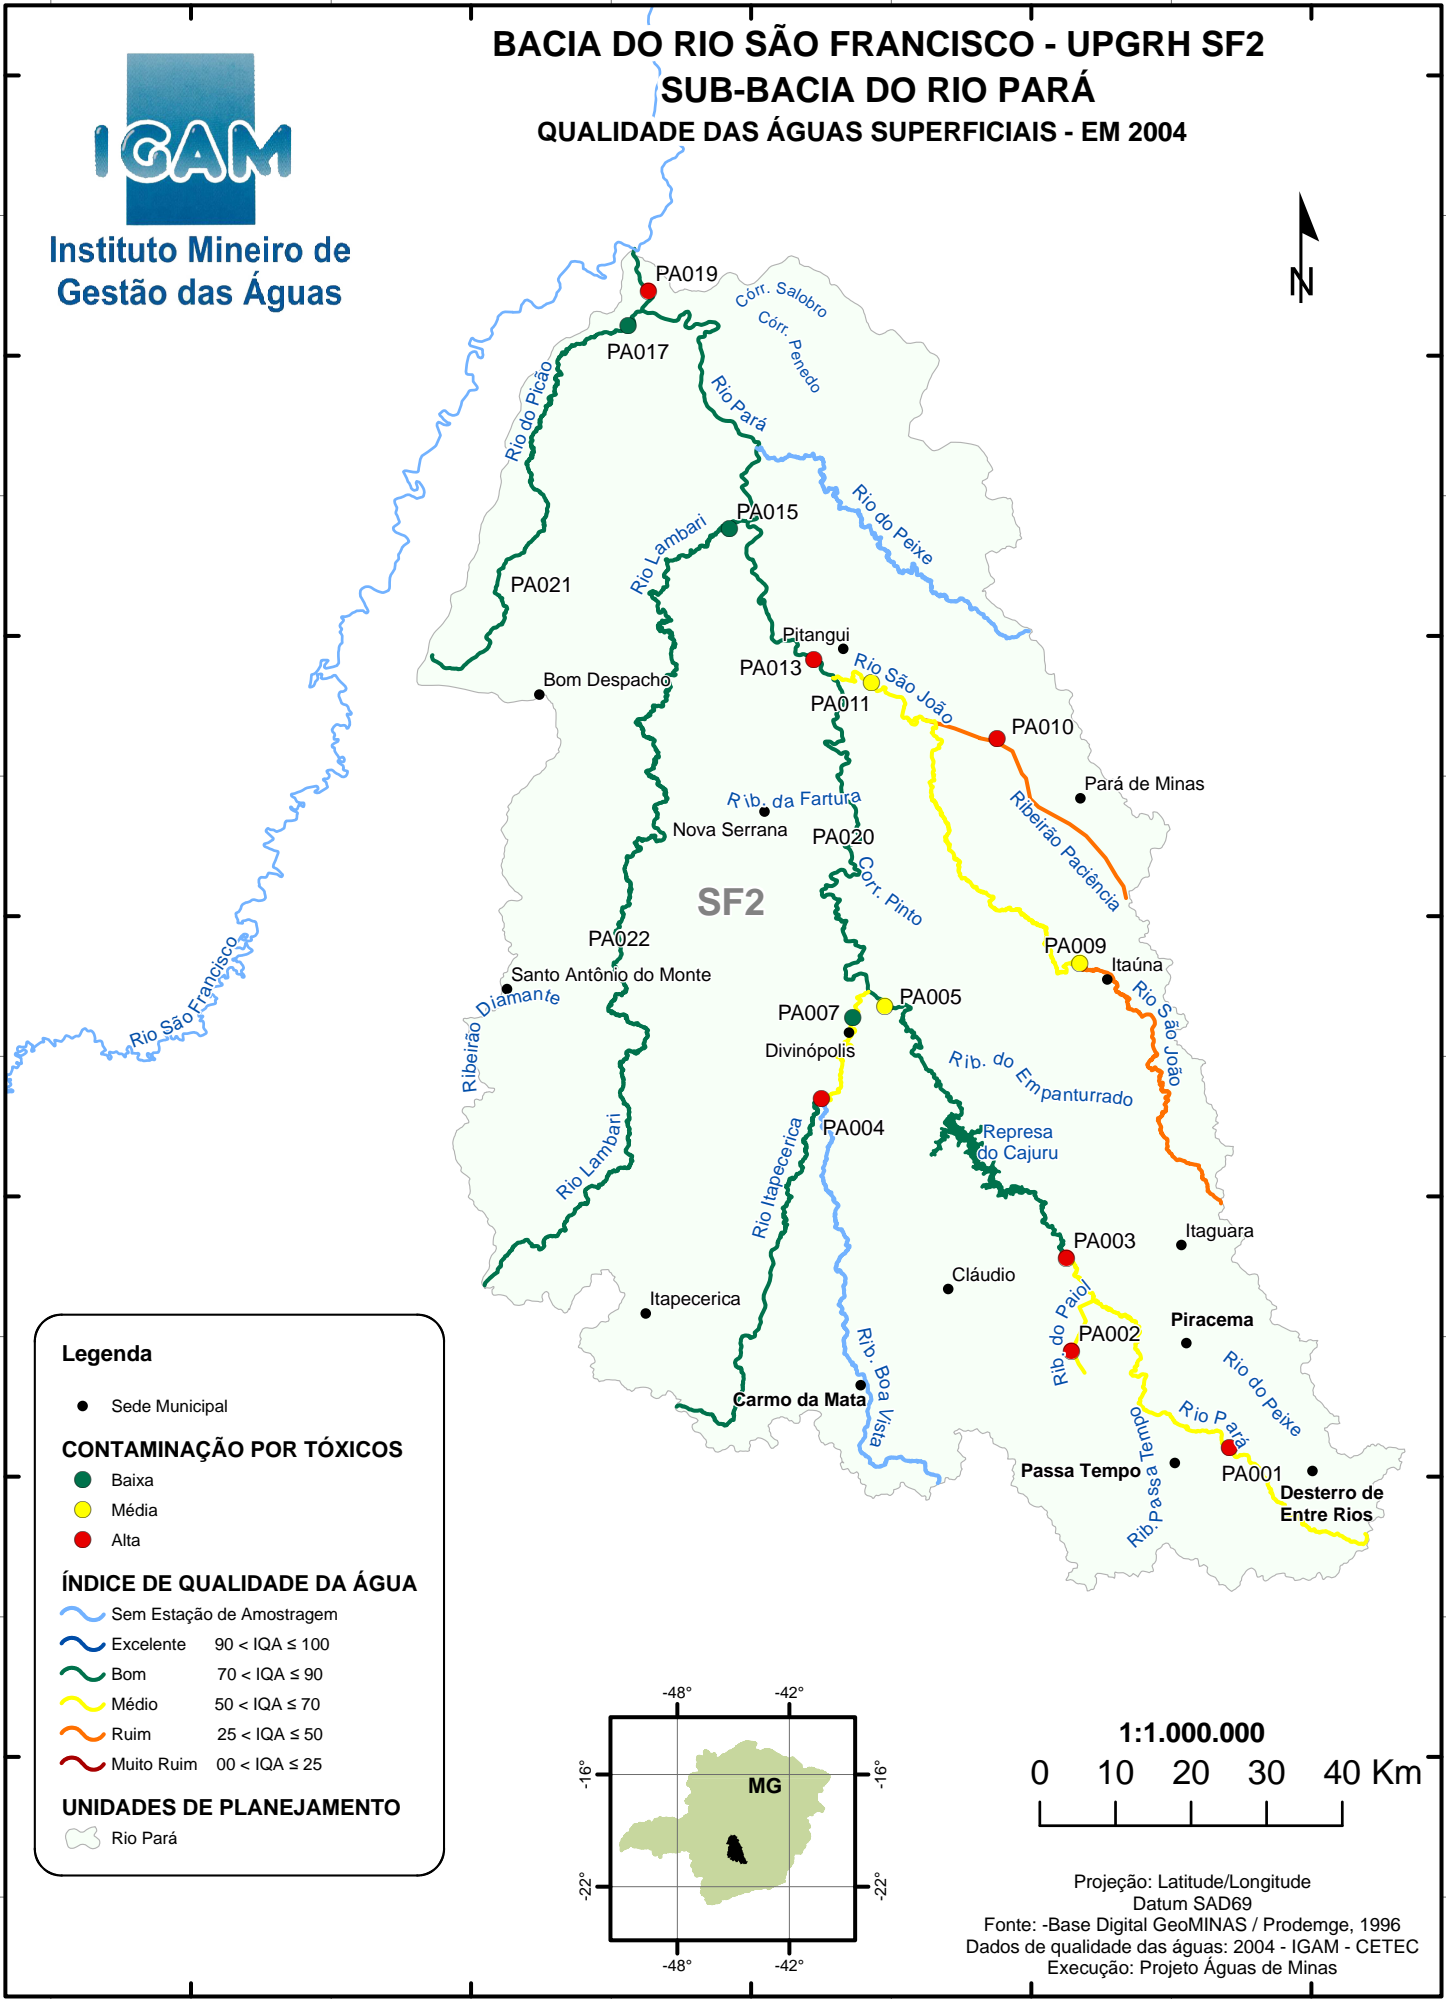 BACIA DO RIO SÃO FRANCISCO - UPGRH SF2
SUB-BACIA DO RIO PARÁ
QUALIDADE DAS ÁGUAS SUPERFICIAIS - EM 2004
IGAM
Instituto Mineiro de
Gestão das Águas
N
PA019
Córr. Salobro
Córr. Penedo
PA017
Rio do Picão
Rio Pará
PA015
Rio Lambari
Rio do Peixe
PA021
Pitangui
PA013
Rio São João
Bom Despacho
PA011
PA010
Pará de Minas
Rib. da Fartura
Nova Serrana
PA020
Ribeirão Paciência
Corr. Pinto
SF2
PA022
PA009
Itaúna
Santo Antônio do Monte
Ribeirão Diamante
Rio São Francisco
PA005
PA007
Rio São João
Divinópolis
Rib. do Empanturrado
PA004
Represa
do Cajuru
Rio Lambari
Rio Itapecerica
PA003
Itaguara
Cláudio
Itapecerica
Rib. do Paiol
PA002
Piracema
Rib. Boa Vista
Rio do Peixe
Carmo da Mata
Rio Pará
Rib. Passa Tempo
Passa Tempo
PA001
Desterro de
Entre Rios
Legenda
Sede Municipal
CONTAMINAÇÃO POR TÓXICOS
Baixa
Média
Alta
ÍNDICE DE QUALIDADE DA ÁGUA
Sem Estação de Amostragem
Excelente 90 < IQA ≤ 100
Bom 70 < IQA ≤ 90
Médio 50 < IQA ≤ 70
Ruim 25 < IQA ≤ 50
Muito Ruim 00 < IQA ≤ 25
UNIDADES DE PLANEJAMENTO
Rio Pará
-48° -42°
-16° -16°
MG
-22° -22°
-48° -42°
1:1.000.000
0 10 20 30 40 Km
Projeção: Latitude/Longitude
Datum SAD69
Fonte: -Base Digital GeoMINAS / Prodemge, 1996
Dados de qualidade das águas: 2004 - IGAM - CETEC
Execução: Projeto Águas de Minas